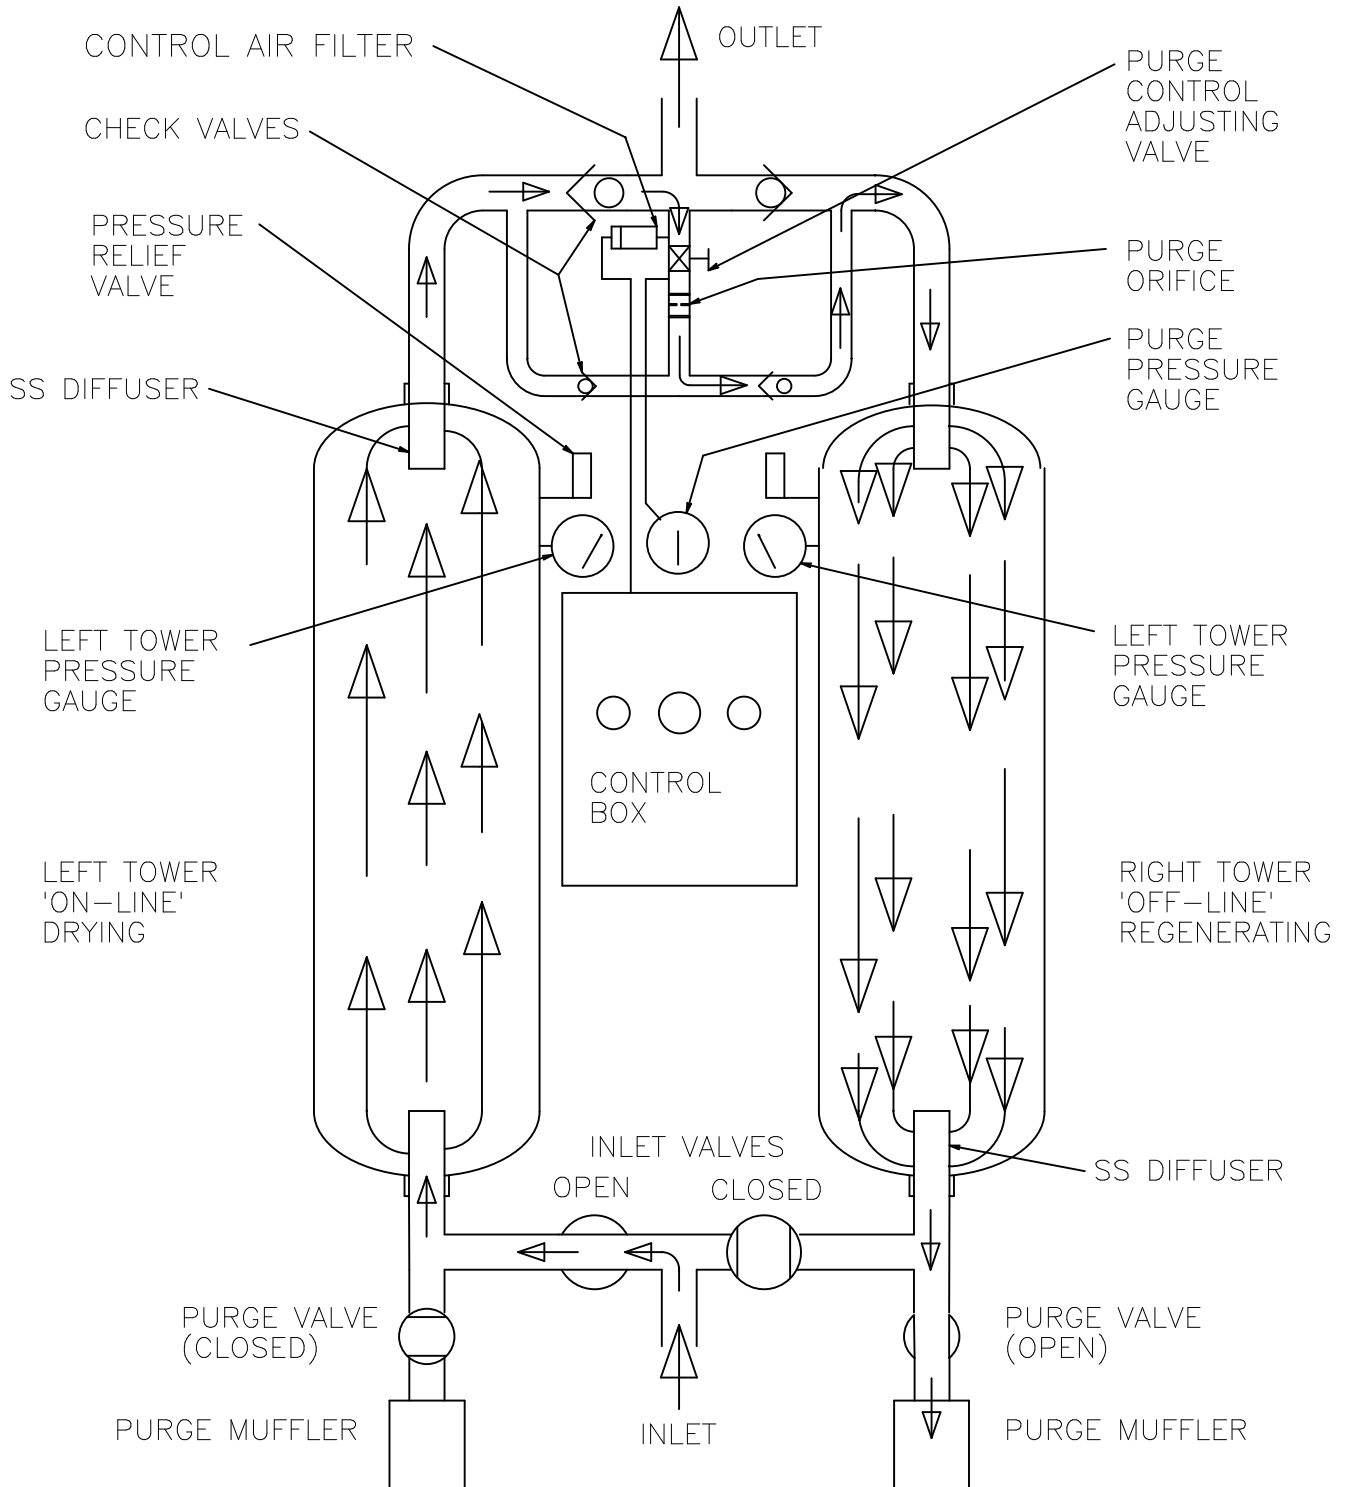 CONTROL AIR FILTER
OUTLET
PURGE
CONTROL
ADJUSTING
VALVE
CHECK VALVES
PRESSURE
RELIEF
VALVE
PURGE
ORIFICE
PURGE
PRESSURE
GAUGE
SS DIFFUSER
LEFT TOWER
PRESSURE
GAUGE
LEFT TOWER
PRESSURE
GAUGE
CONTROL
BOX
LEFT TOWER
'ON-LINE'
DRYING
RIGHT TOWER
'OFF-LINE'
REGENERATING
INLET VALVES
OPEN
CLOSED
SS DIFFUSER
PURGE VALVE
(CLOSED)
PURGE VALVE
(OPEN)
PURGE MUFFLER
INLET
PURGE MUFFLER